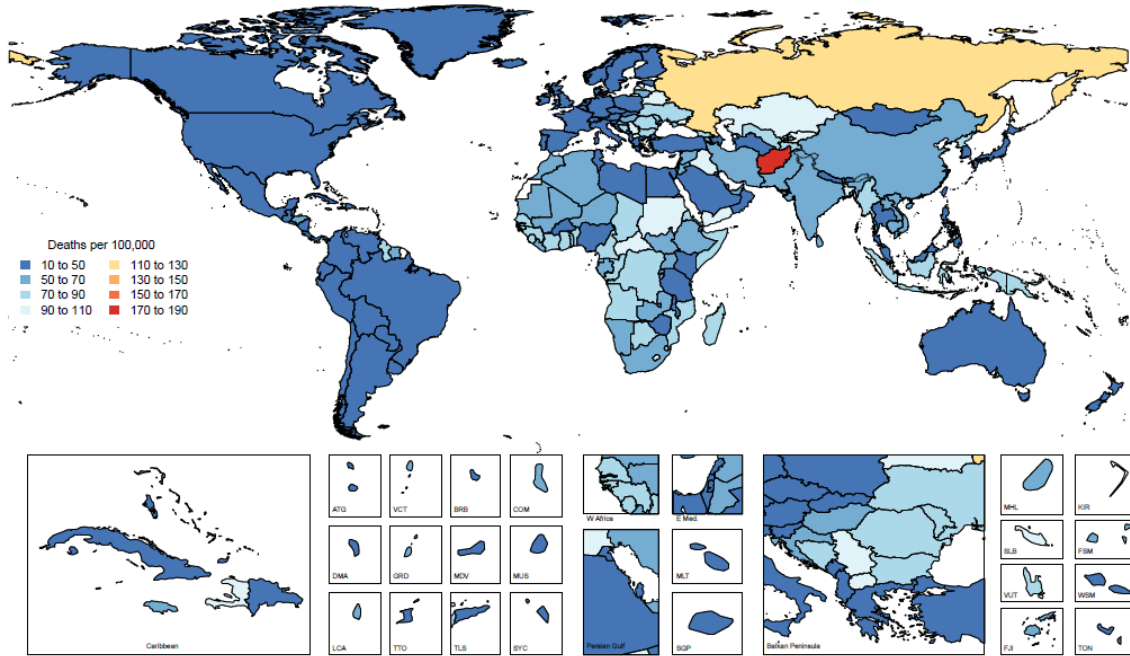 Deaths per 100,000
10 to 50
50 to 70
70 to 90
90 to 110
110 to 130
130 to 150
150 to 170
170 to 190
Caribbean
ATG
VCT
BRB
COM
DMA
GRD
MDV
MUS
LCA
TTO
TLS
SYC
W Africa
E Med.
Persian Gulf
MLT
SGP
Balkan Peninsula
MHL
KIR
SLB
FSM
VUT
WSM
FJI
TON